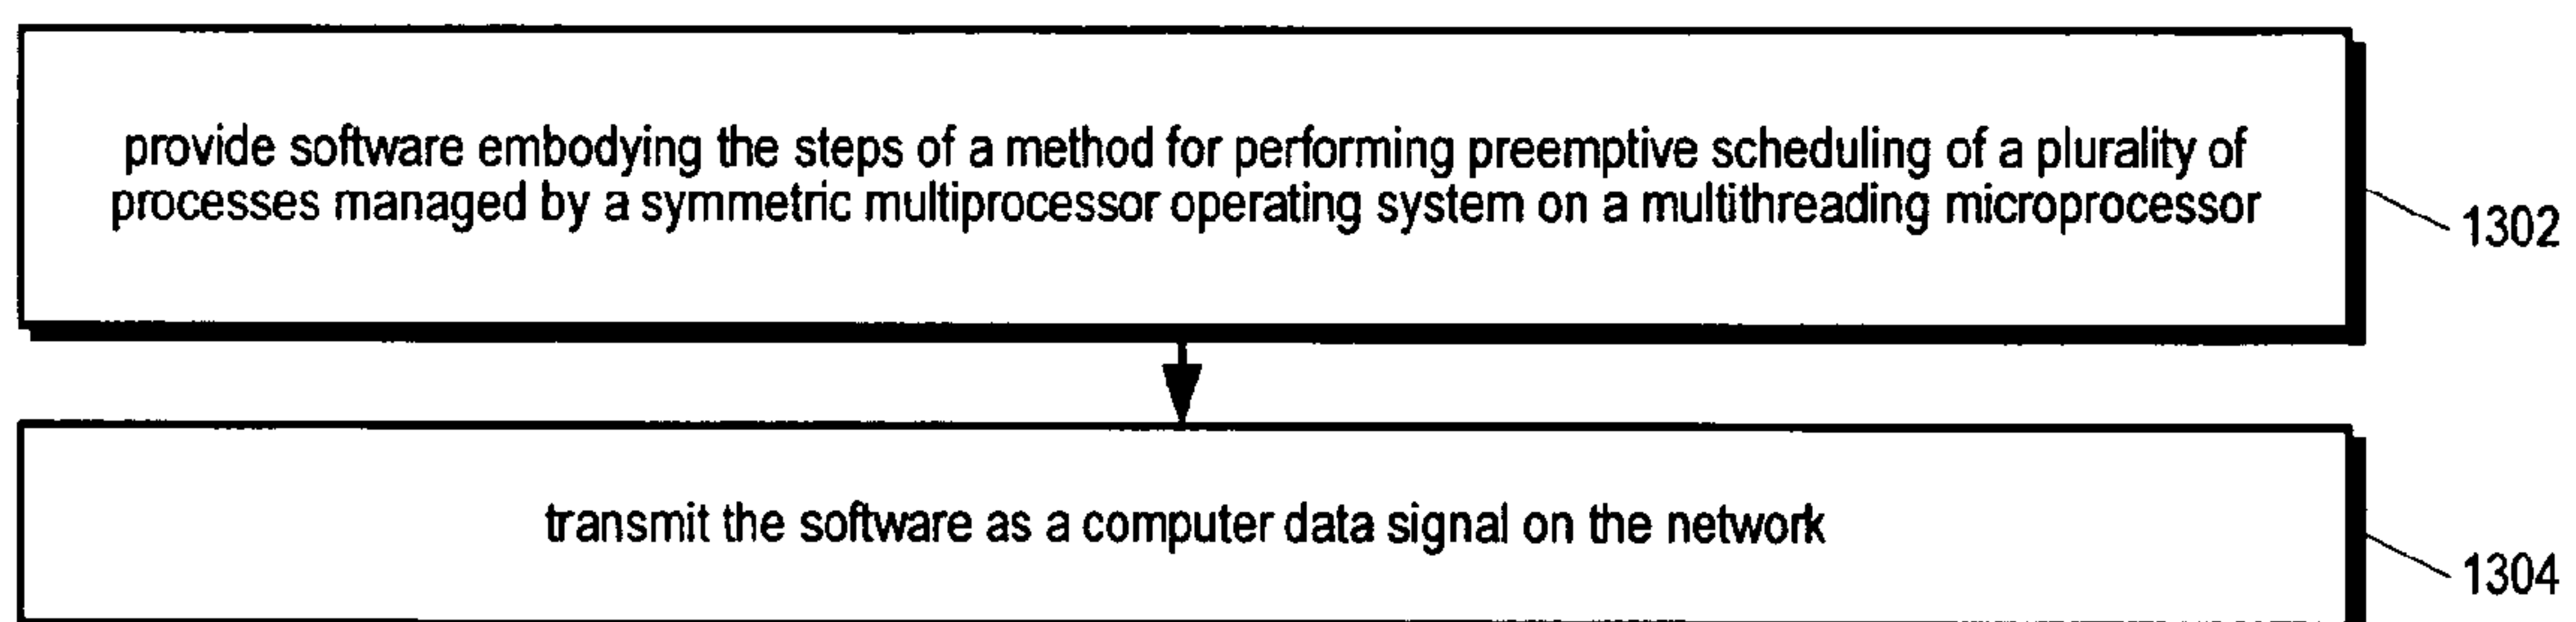 provide software embodying the steps of a method for performing preemptive scheduling of a plurality of
processes managed by a symmetric multiprocessor operating system on a multithreading microprocessor
1302
transmit the software as a computer data signal on the network
1304